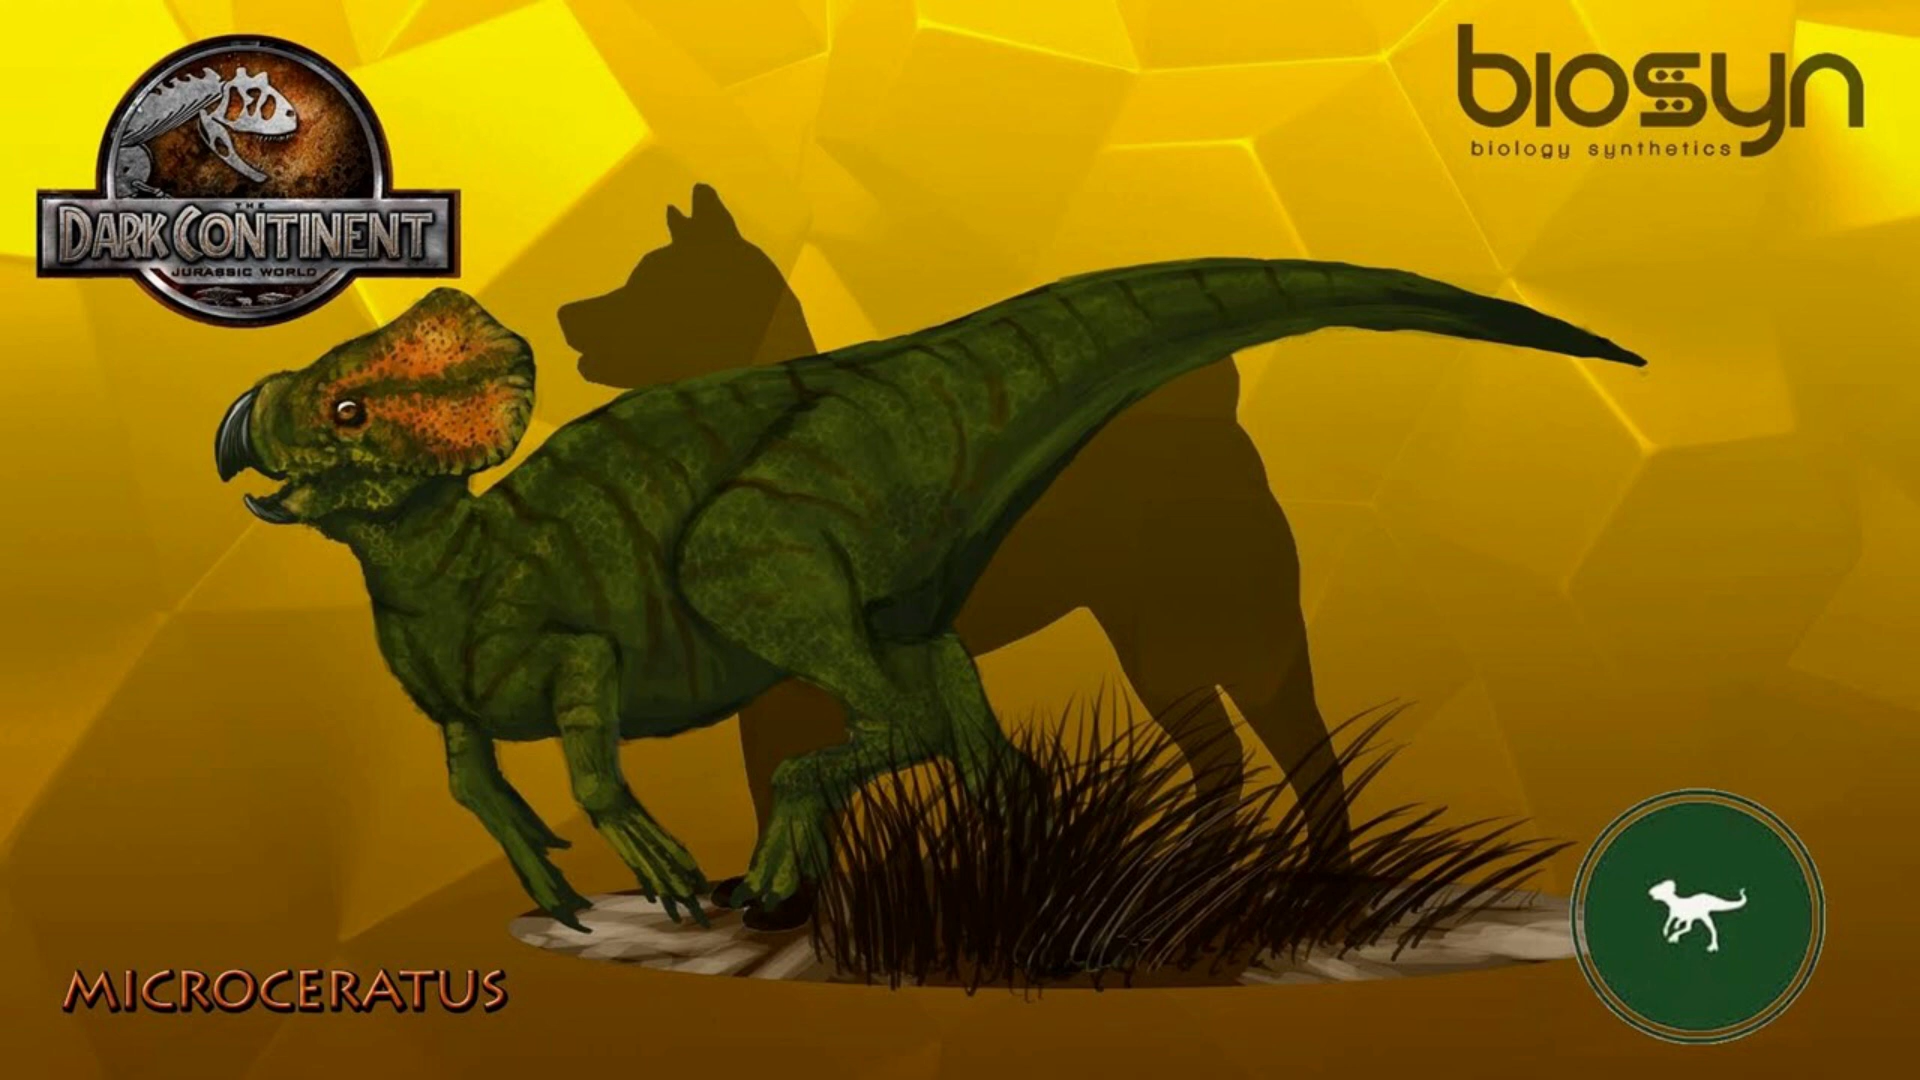 THE
DARK CONTINENT
JURASSIC WORLD
biosyn
biology synthetics
MICROCERATUS